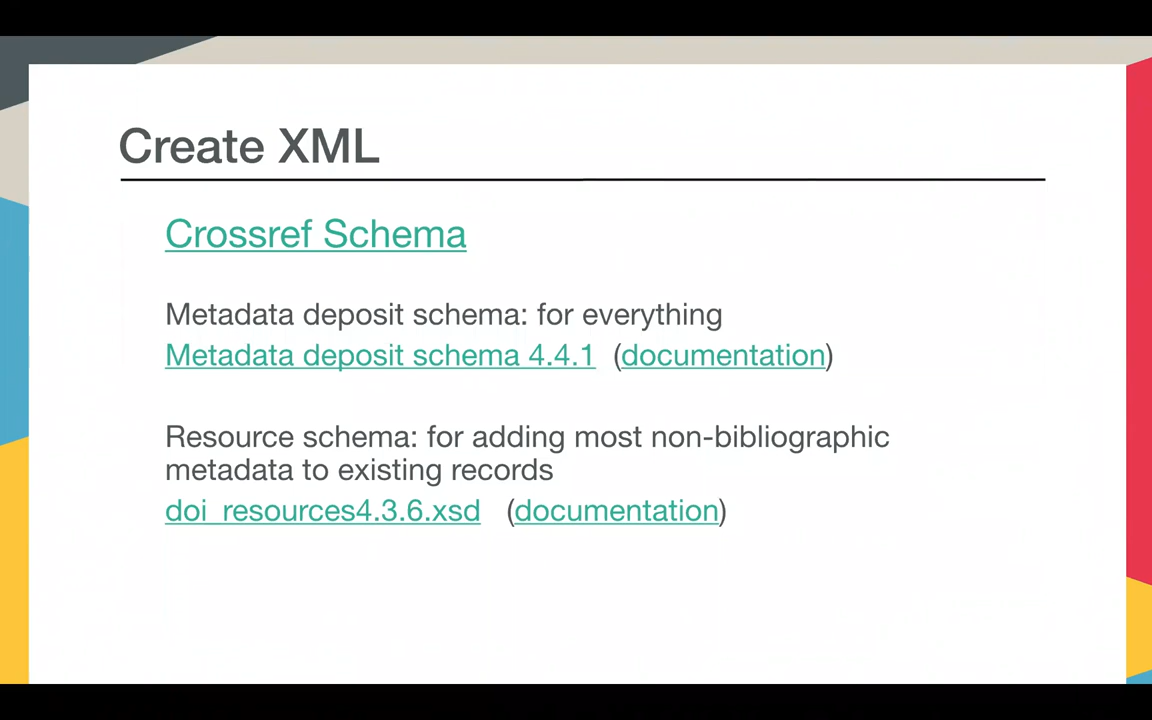 Create XML
Crossref Schema
Metadata deposit schema: for everything
Metadata deposit schema 4.4.1 (documentation)
Resource schema: for adding most non-bibliographic
metadata to existing records
doi_resources4.3.6.xsd (documentation)